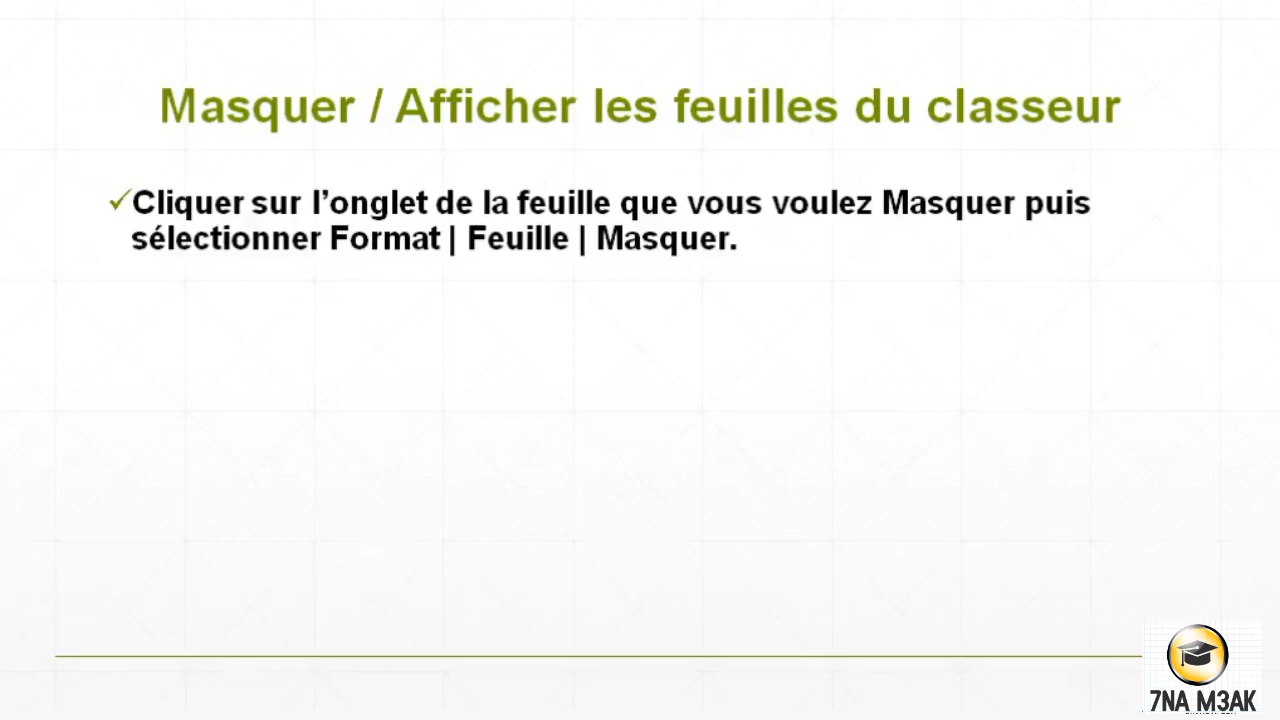 Masquer / Afficher les feuilles du classeur
✓Cliquer sur l’onglet de la feuille que vous voulez Masquer puis
sélectionner Format | Feuille | Masquer.
7NA M3AK